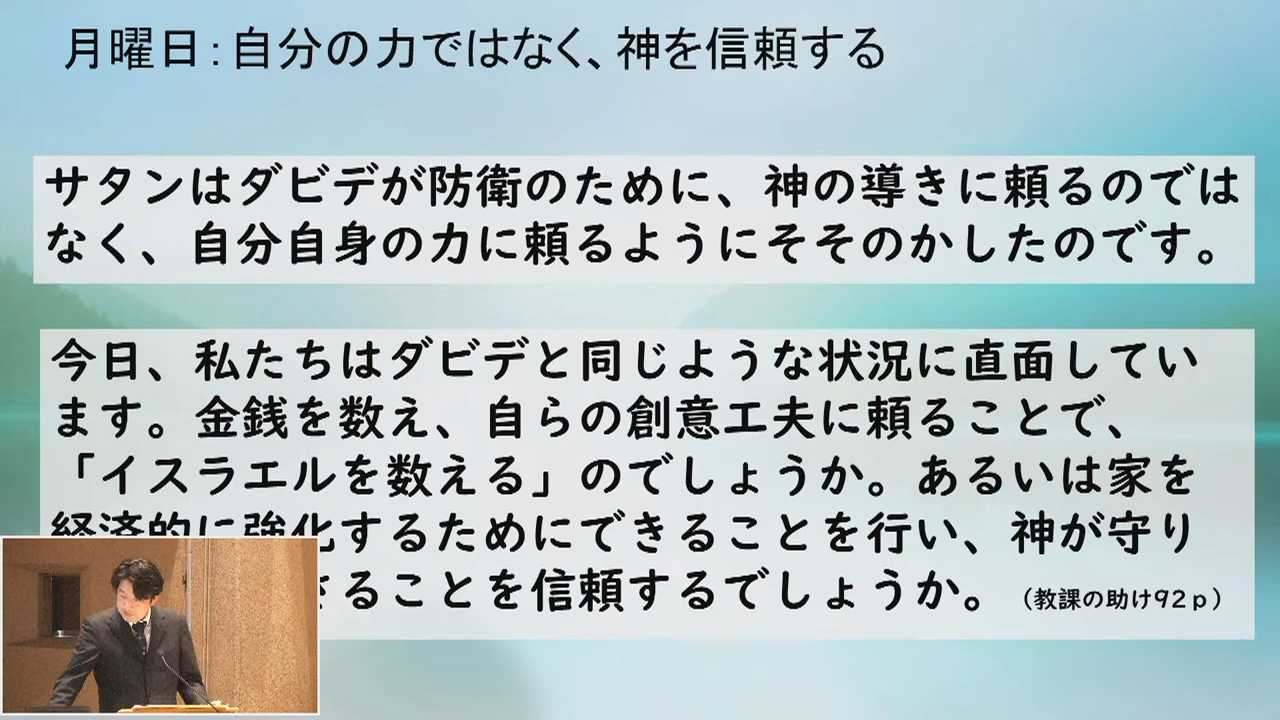 月曜日：自分の力ではなく、神を信頼する
サタンはダビデが防衛のために、神の導きに頼るのでは
なく、自分自身の力に頼るようにそそのかしたのです。
今日、私たちはダビデと同じような状況に直面してい
ます。金銭を数え、自らの創意工夫に頼ることで、
「イスラエルを数える」のでしょうか。あるいは家を
経済的に強化するためにできることを行い、神が守り
ることを信頼するでしょうか。（教課の助け92ｐ）